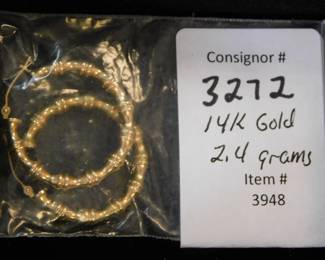 Consignor #
3272
14K Gold
2.4 grams
Item #
3948